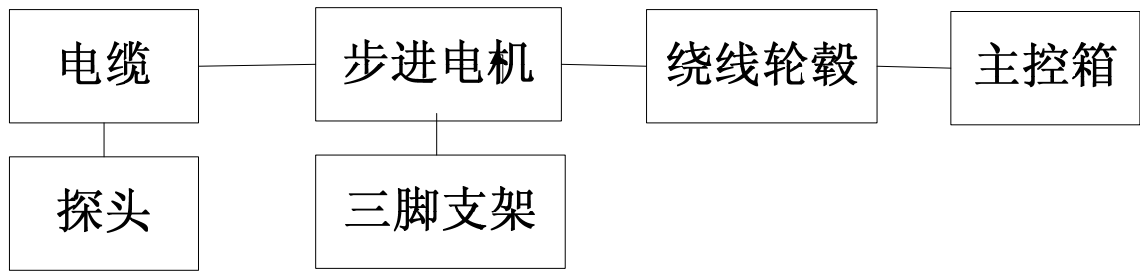 电缆
步进电机
绕线轮毂
主控箱
探头
三脚支架